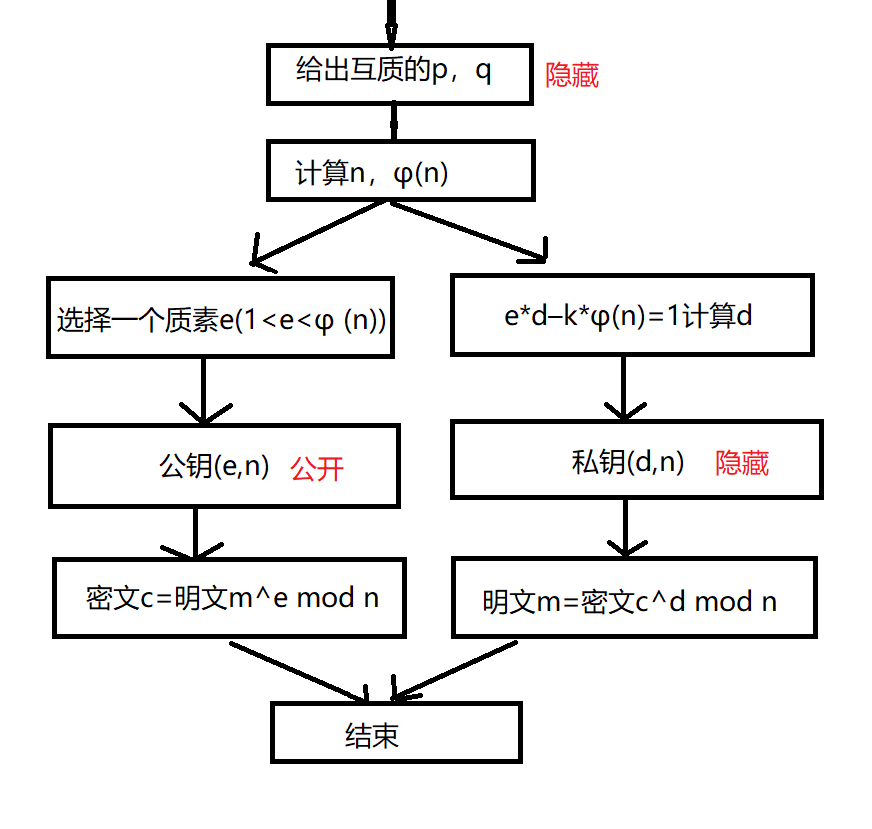 给出互质的p，q
隐藏
计算n，φ(n)
选择一个质素e(1<e<φ (n))
e*d–k*φ(n)=1计算d
公钥(e,n)
公开
私钥(d,n)
隐藏
密文c=明文m^e mod n
明文m=密文c^d mod n
结束